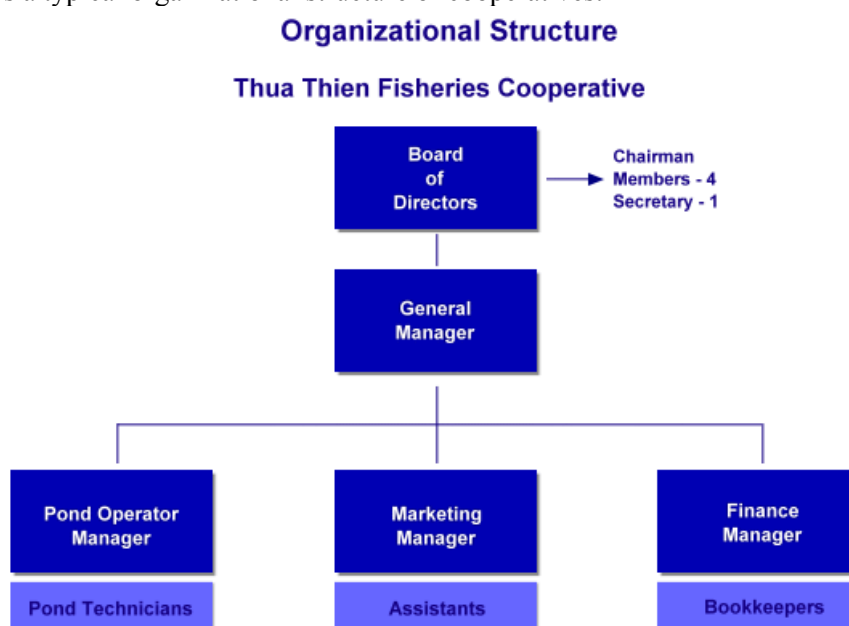 Organizational Structure
Thua Thien Fisheries Cooperative
Board
of
Directors
Chairman
Members - 4
Secretary - 1
General
Manager
Pond Operator
Manager
Marketing
Manager
Finance
Manager
Pond Technicians
Assistants
Bookkeepers